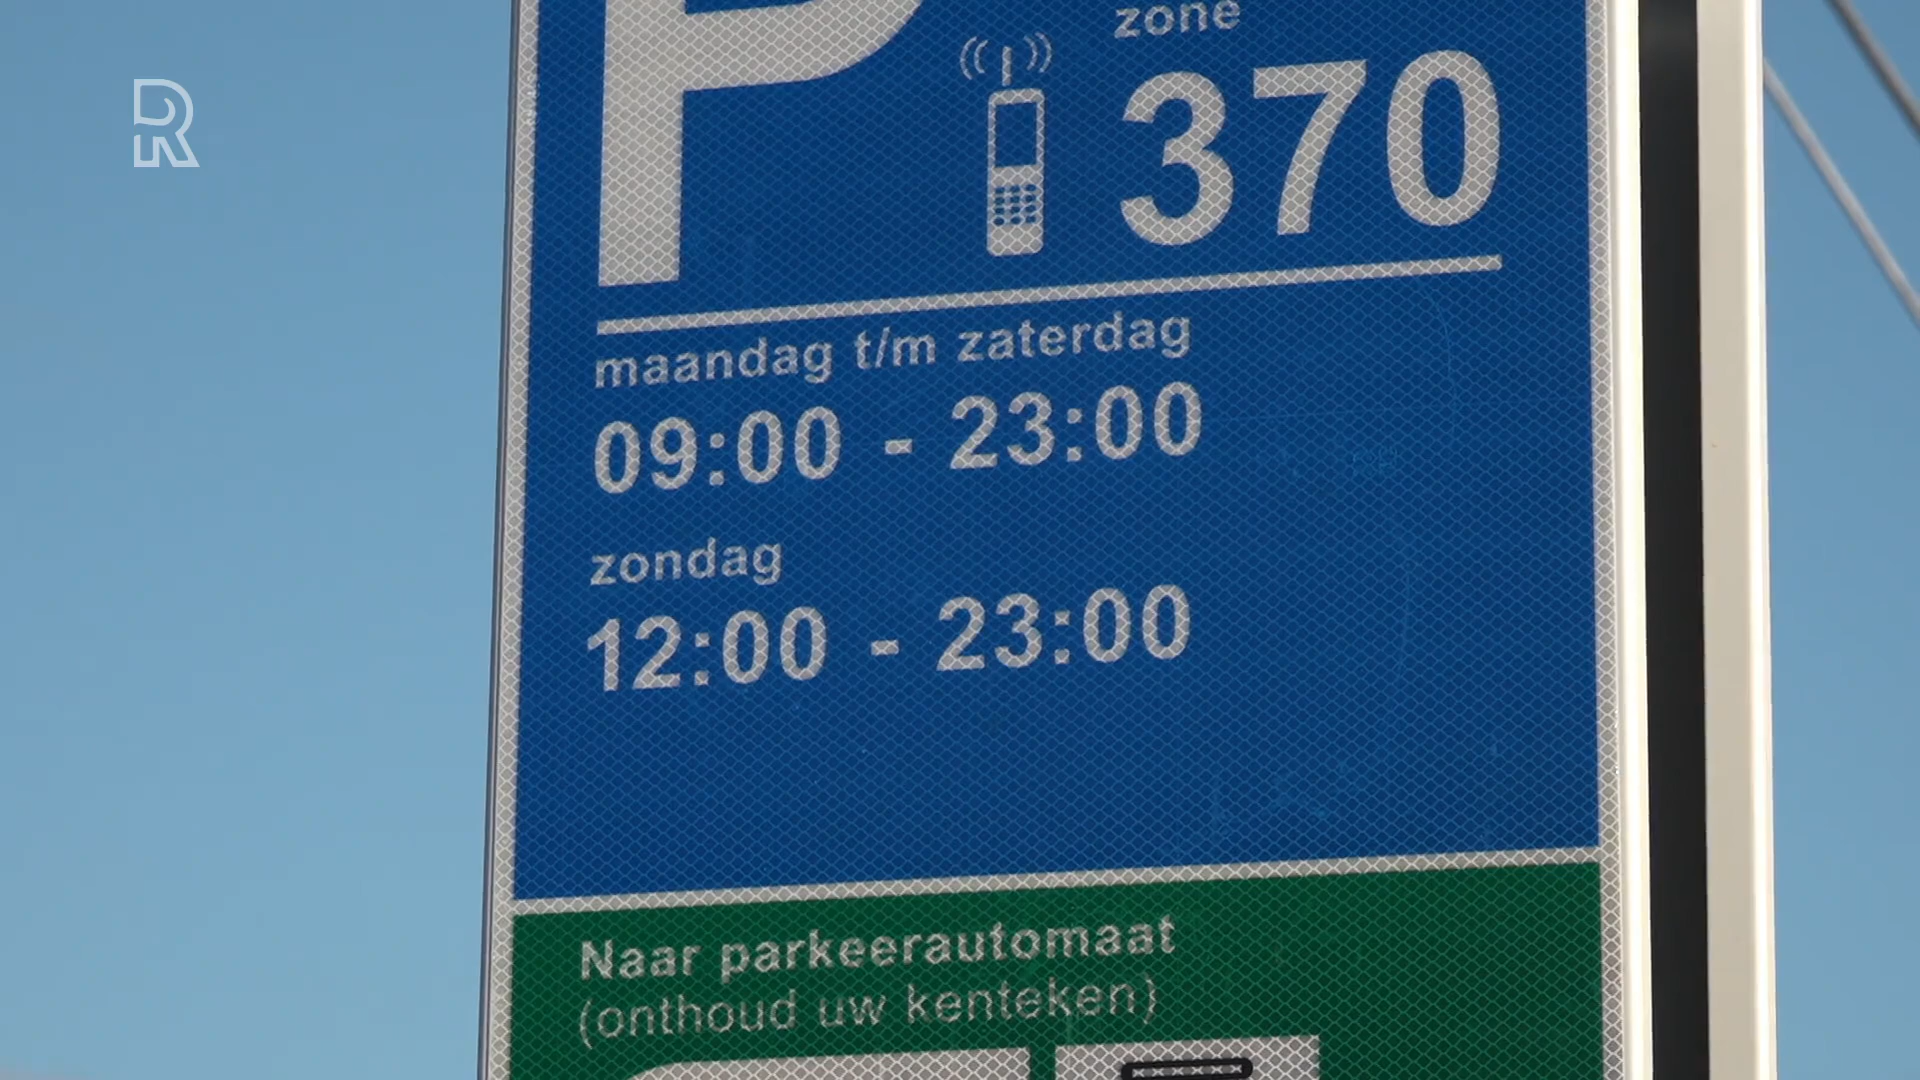 P
zone
370
maandag t/m zaterdag
09:00 - 23:00
zondag
12:00 - 23:00
Naar parkeerautomaat
(onthoud uw kenteken)
R